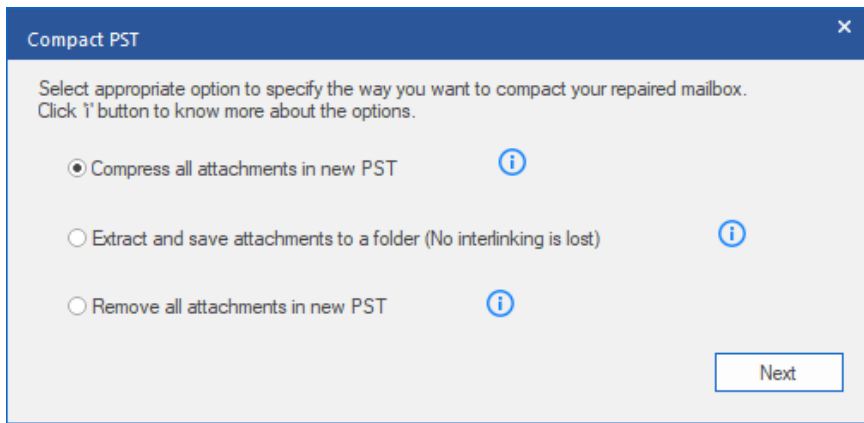 Compact PST
Select appropriate option to specify the way you want to compact your repaired mailbox.
Click 'i' button to know more about the options.
Compress all attachments in new PST
Extract and save attachments to a folder (No interlinking is lost)
Remove all attachments in new PST
Next